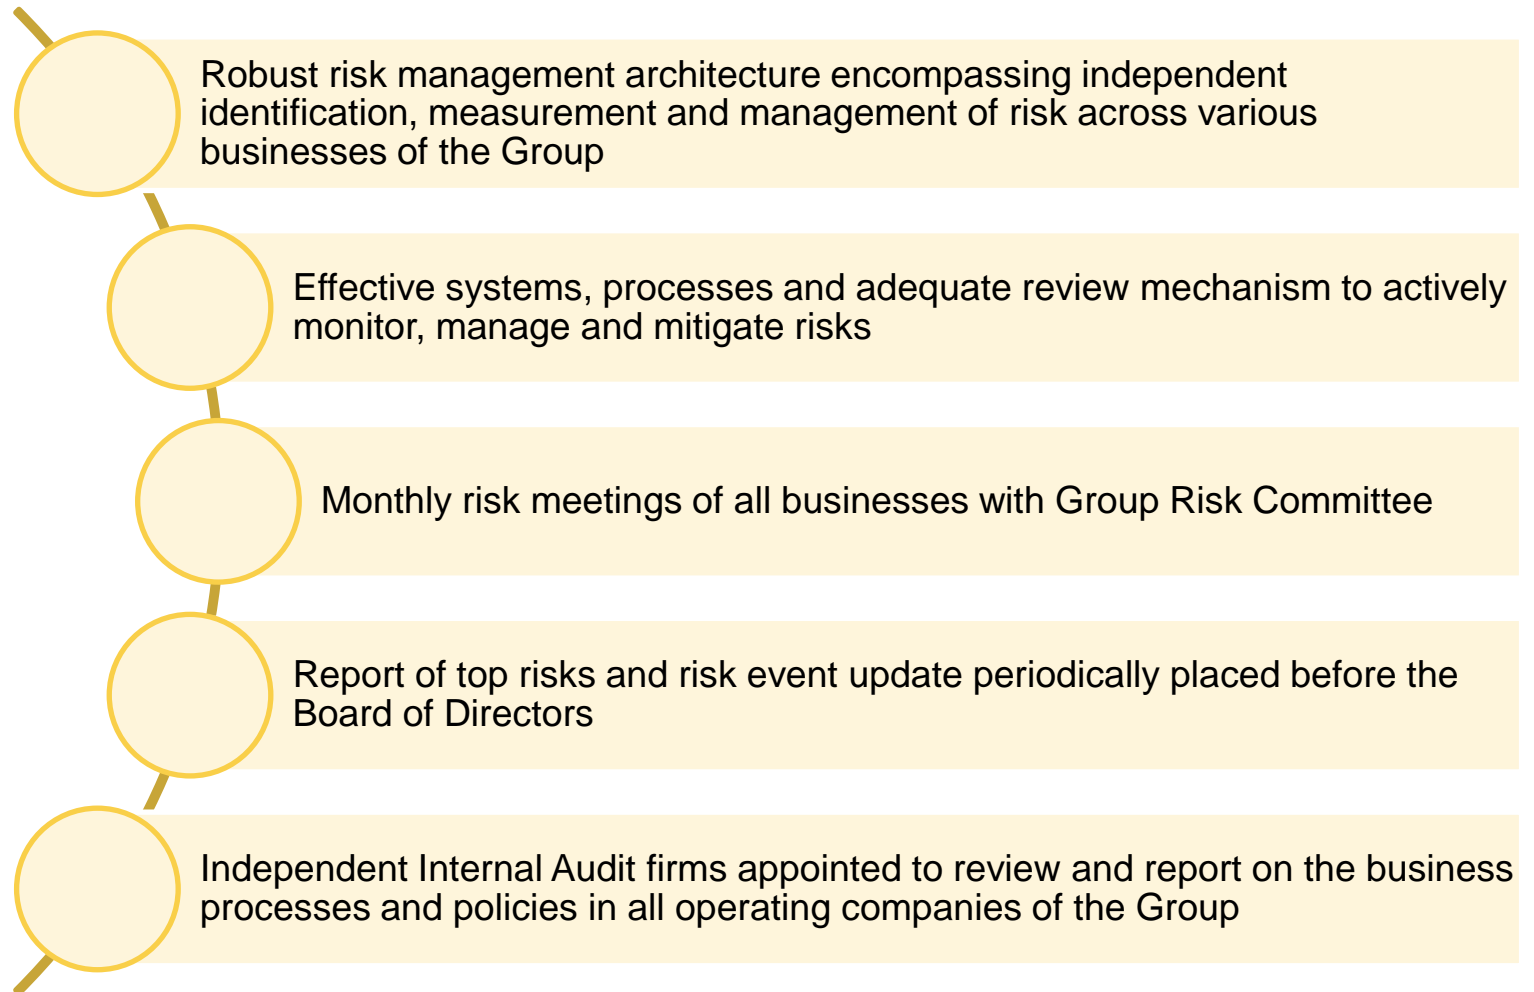 Robust risk management architecture encompassing independent
identification, measurement and management of risk across various
businesses of the Group
Effective systems, processes and adequate review mechanism to actively
monitor, manage and mitigate risks
Monthly risk meetings of all businesses with Group Risk Committee
Report of top risks and risk event update periodically placed before the
Board of Directors
Independent Internal Audit firms appointed to review and report on the business
processes and policies in all operating companies of the Group